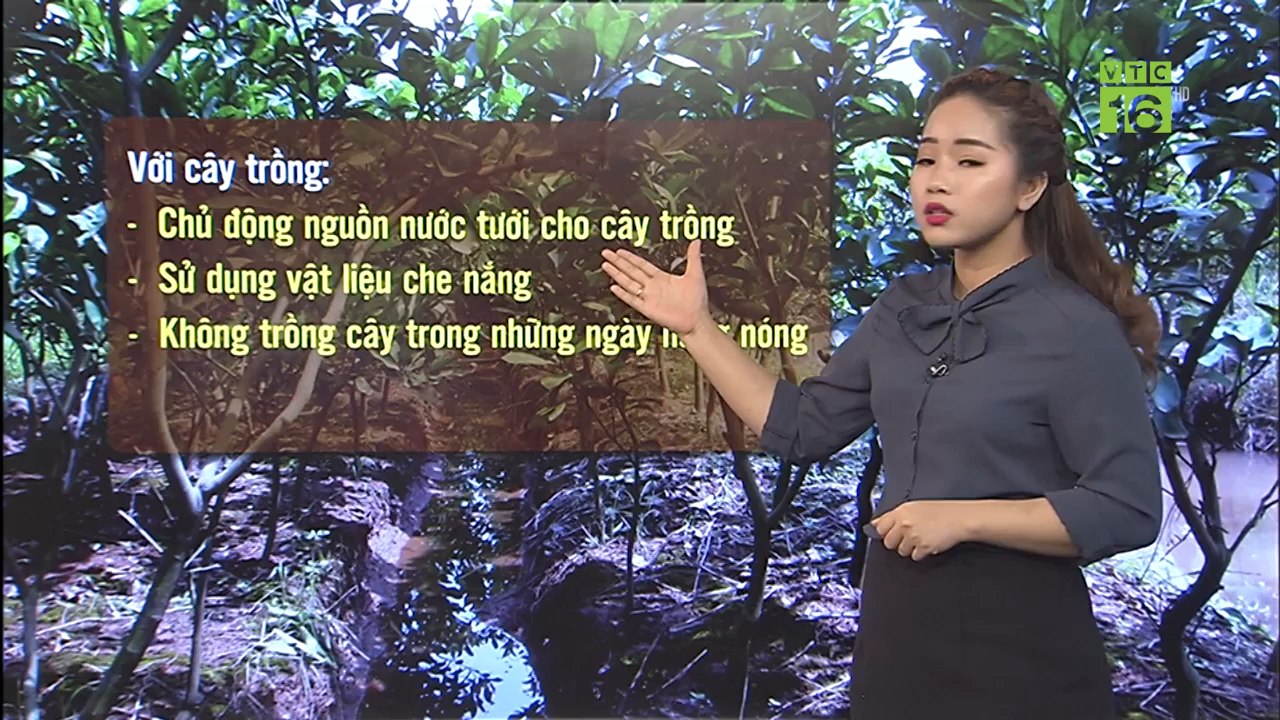 VTC
16 HD
Với cây trồng:
- Chủ động nguồn nước tưới cho cây trồng
- Sử dụng vật liệu che nắng
- Không trồng cây trong những ngày nóng